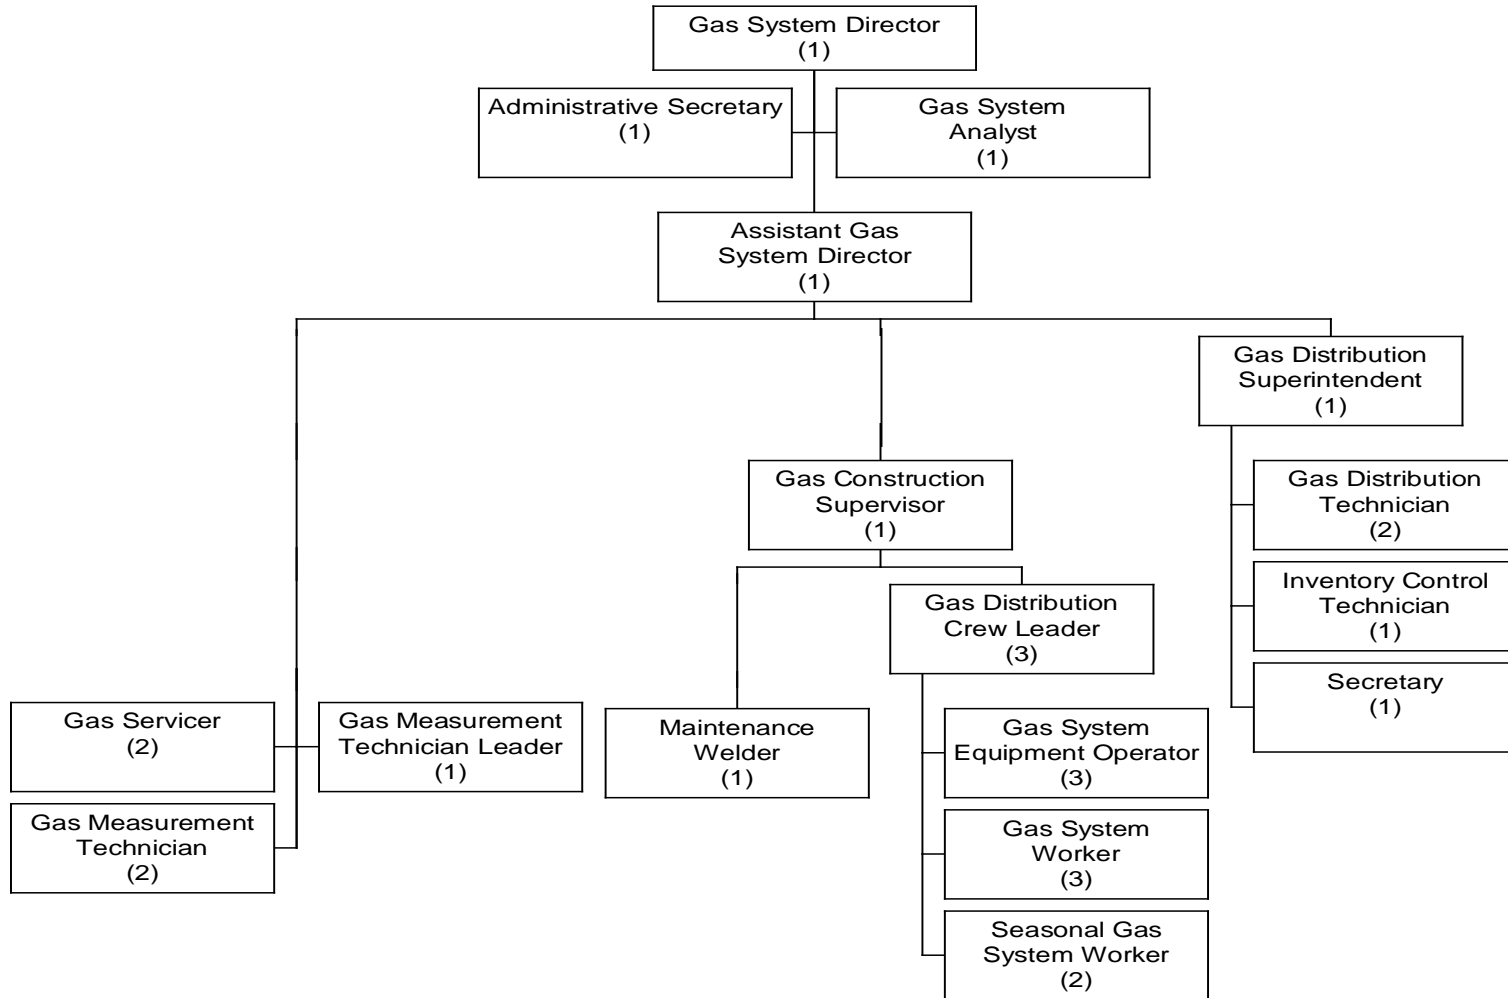 Gas System Director
(1)
Administrative Secretary
(1)
Gas System
Analyst
(1)
Assistant Gas
System Director
(1)
Gas Distribution
Superintendent
(1)
Gas Construction
Supervisor
(1)
Gas Distribution
Technician
(2)
Inventory Control
Technician
(1)
Secretary
(1)
Gas Distribution
Crew Leader
(3)
Gas Servicer
(2)
Gas Measurement
Technician Leader
(1)
Gas Measurement
Technician
(2)
Maintenance
Welder
(1)
Gas System
Equipment Operator
(3)
Gas System
Worker
(3)
Seasonal Gas
System Worker
(2)